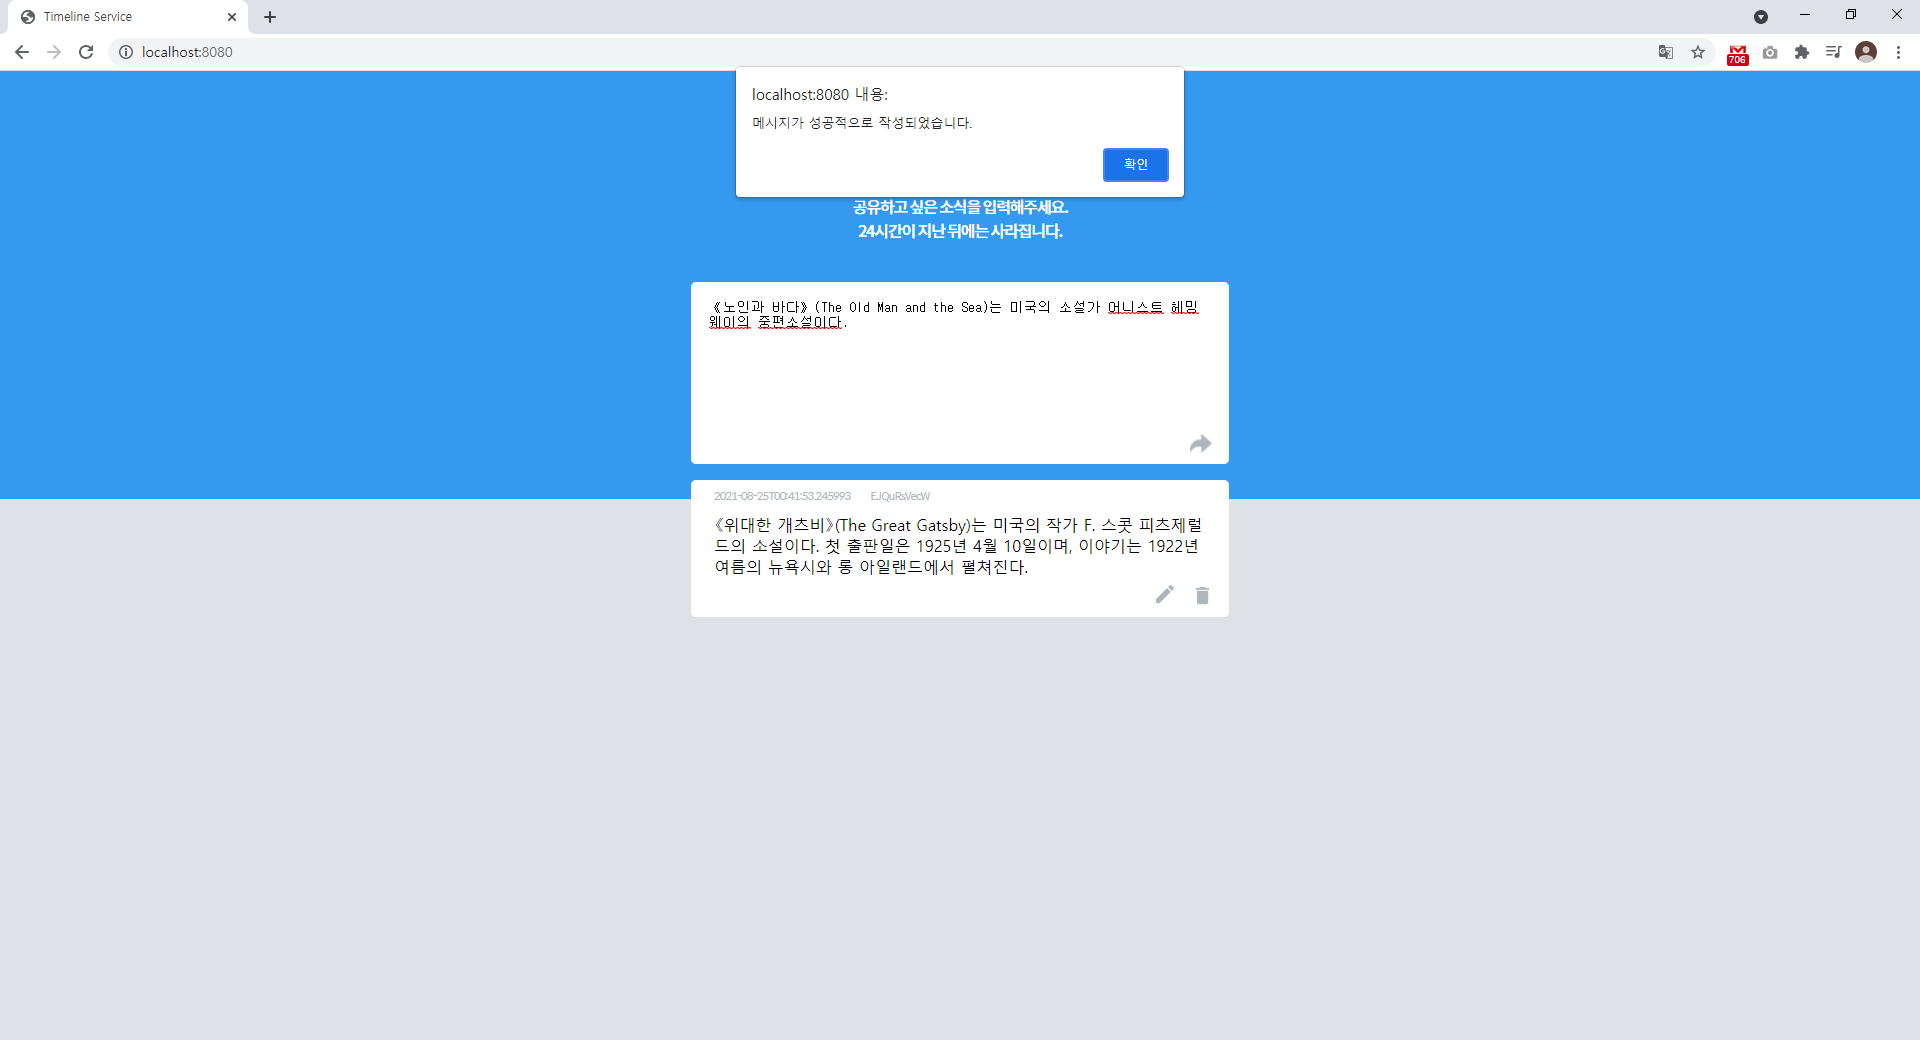 Timeline Service
localhost:8080
706
localhost:8080 내용:
메시지가 성공적으로 작성되었습니다.
확인
공유하고 싶은 소식을 입력해주세요.
24시간이 지난 뒤에는 사라집니다.
《노인과 바다》(The Old Man and the Sea)는 미국의 소설가 어니스트 헤밍
웨이의 중편소설이다.
2021-08-25T00:41:53.245993 EJQuRsVecW
《위대한 개츠비》(The Great Gatsby)는 미국의 작가 F. 스콧 피츠제럴
드의 소설이다. 첫 출판일은 1925년 4월 10일이며, 이야기는 1922년
여름의 뉴욕시와 롱 아일랜드에서 펼쳐진다.